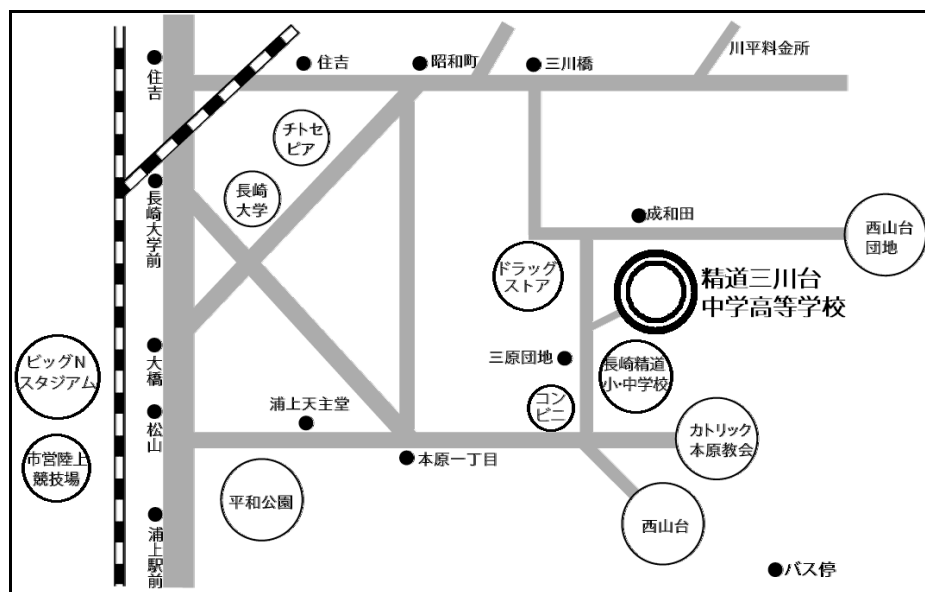 川平料金所
住吉
住吉
昭和町
三川橋
チトセ
ピア
長崎
大学
長崎大学前
成和田
西山台
団地
ドラッグ
ストア
精道三川台
中学高等学校
ビッグN
スタジアム
大橋
三原団地
長崎精道
小・中学校
コン
ビニ
浦上天主堂
松山
カトリック
本原教会
市営陸上
競技場
本原一丁目
平和公園
西山台
浦上駅前
バス停